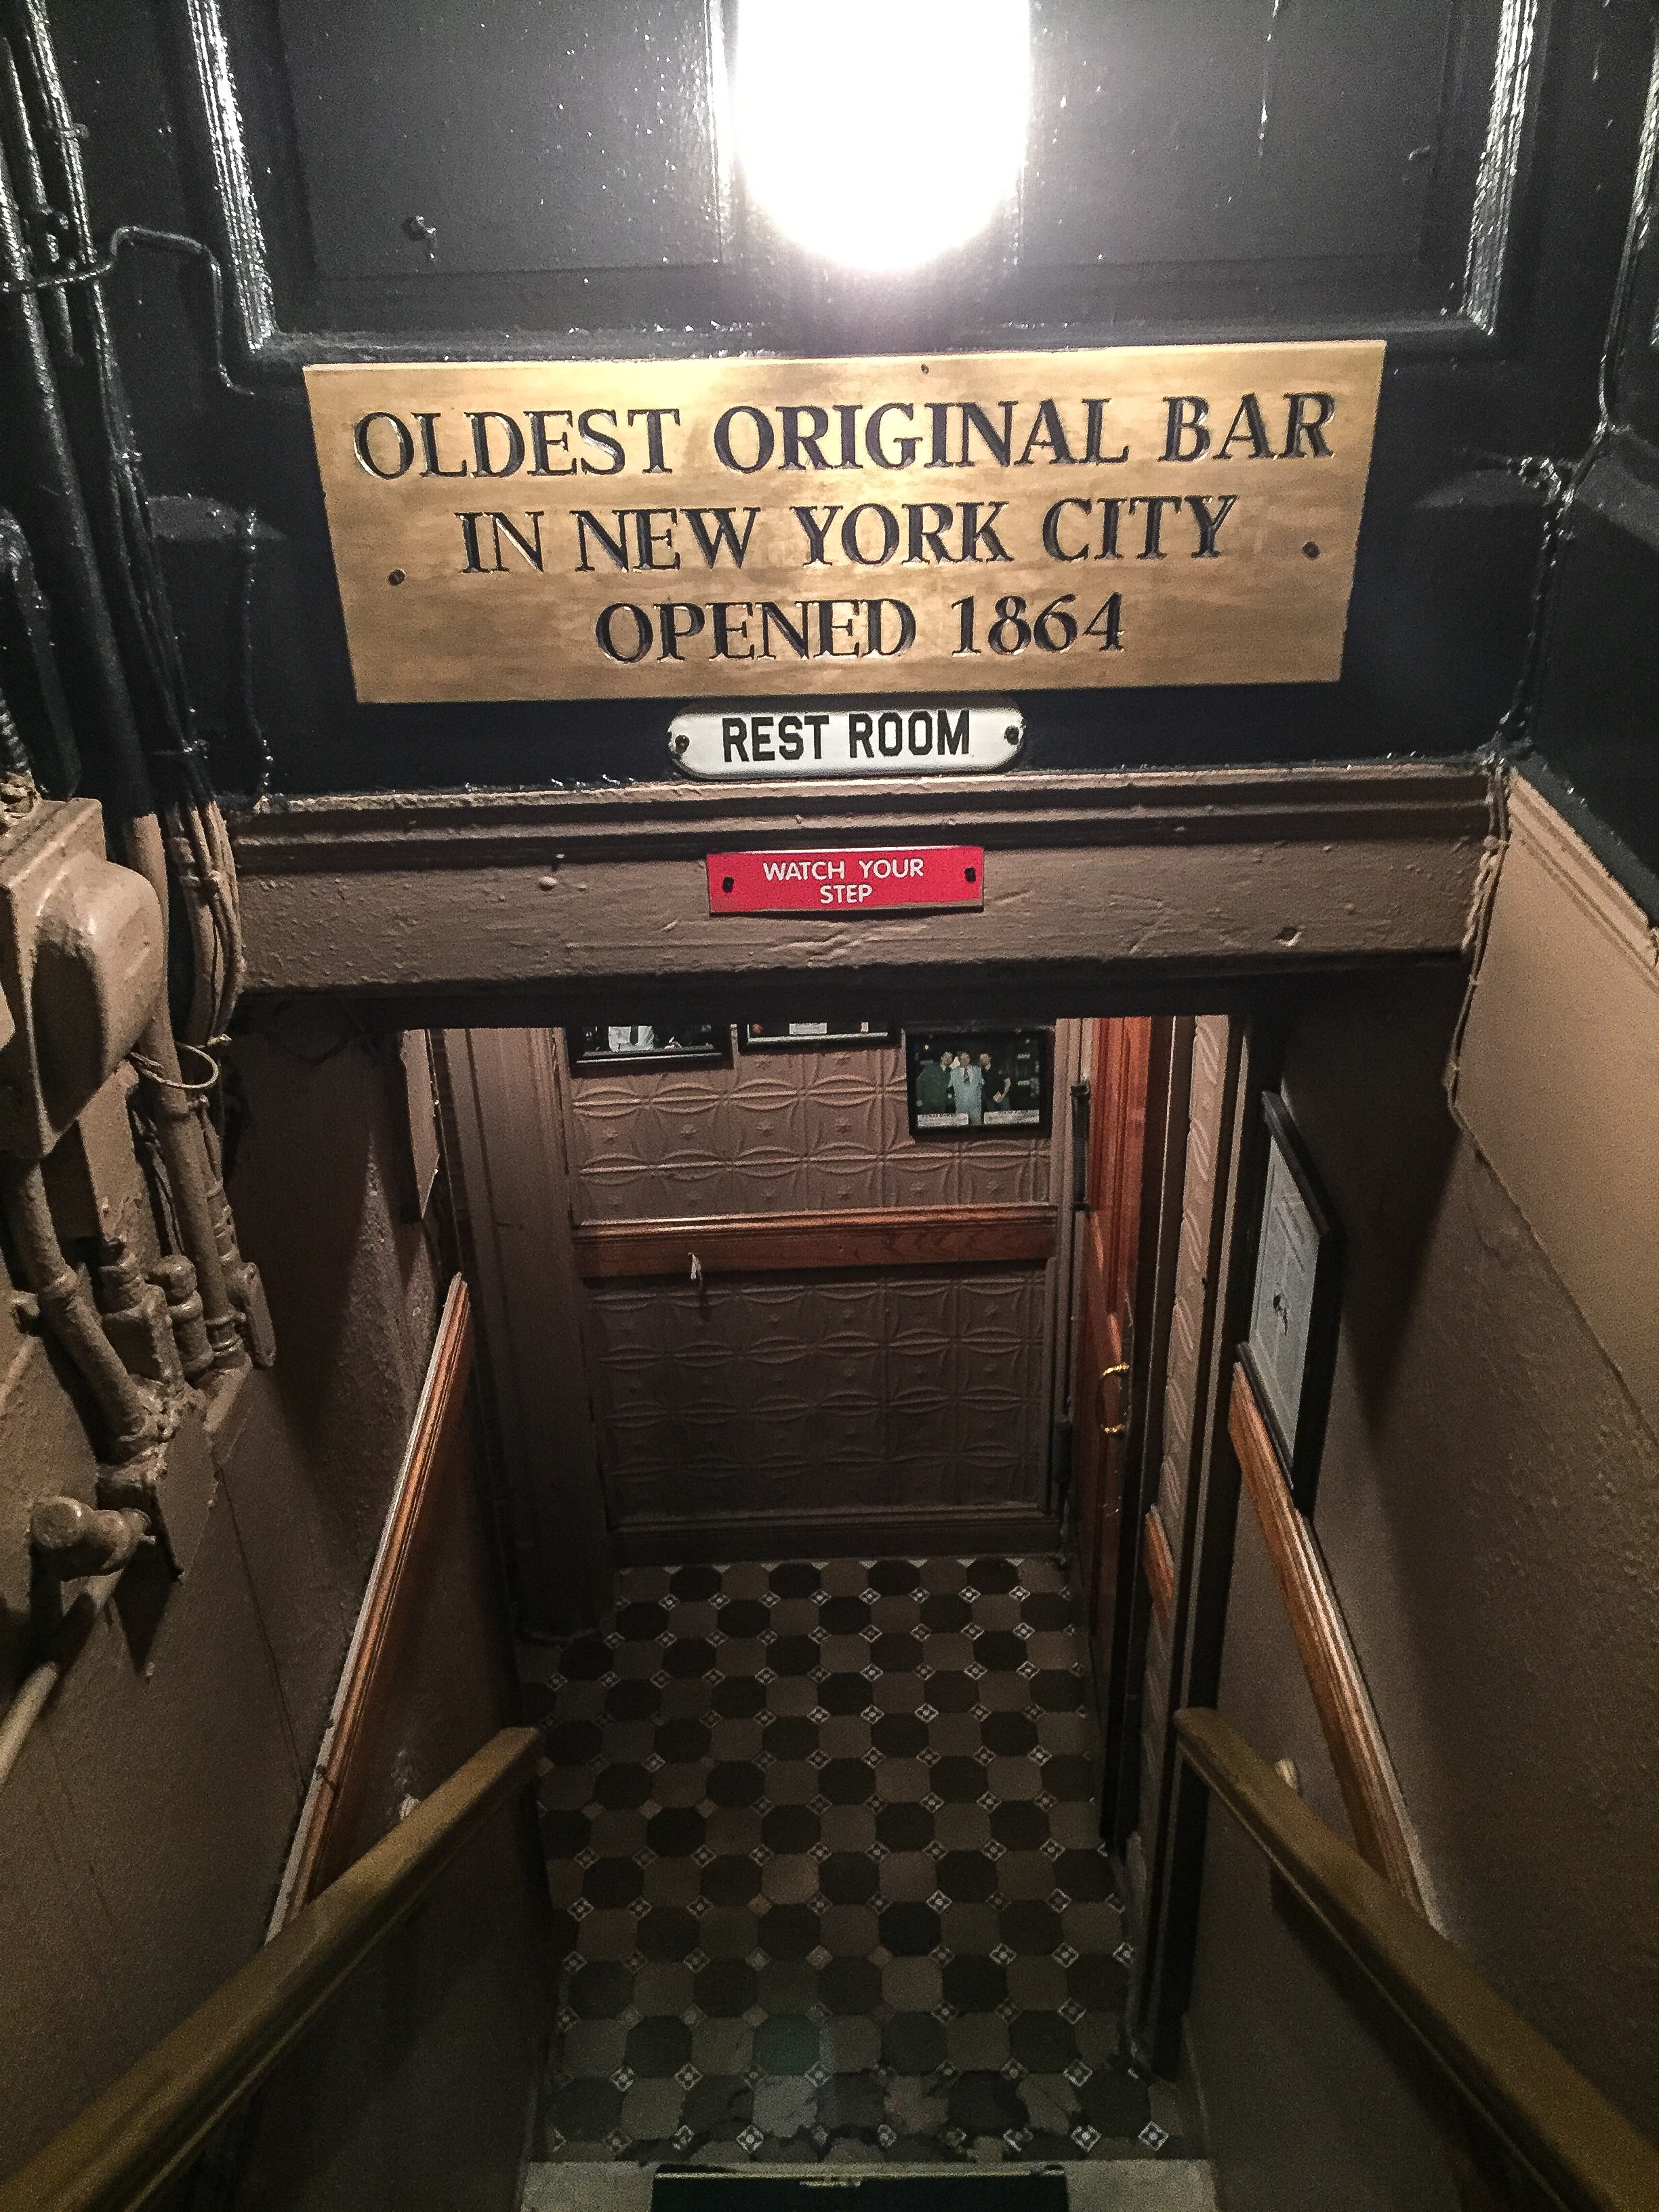 OLDEST ORIGINAL BAR
IN NEW YORK CITY
OPENED 1864
REST ROOM
WATCH YOUR
STEP